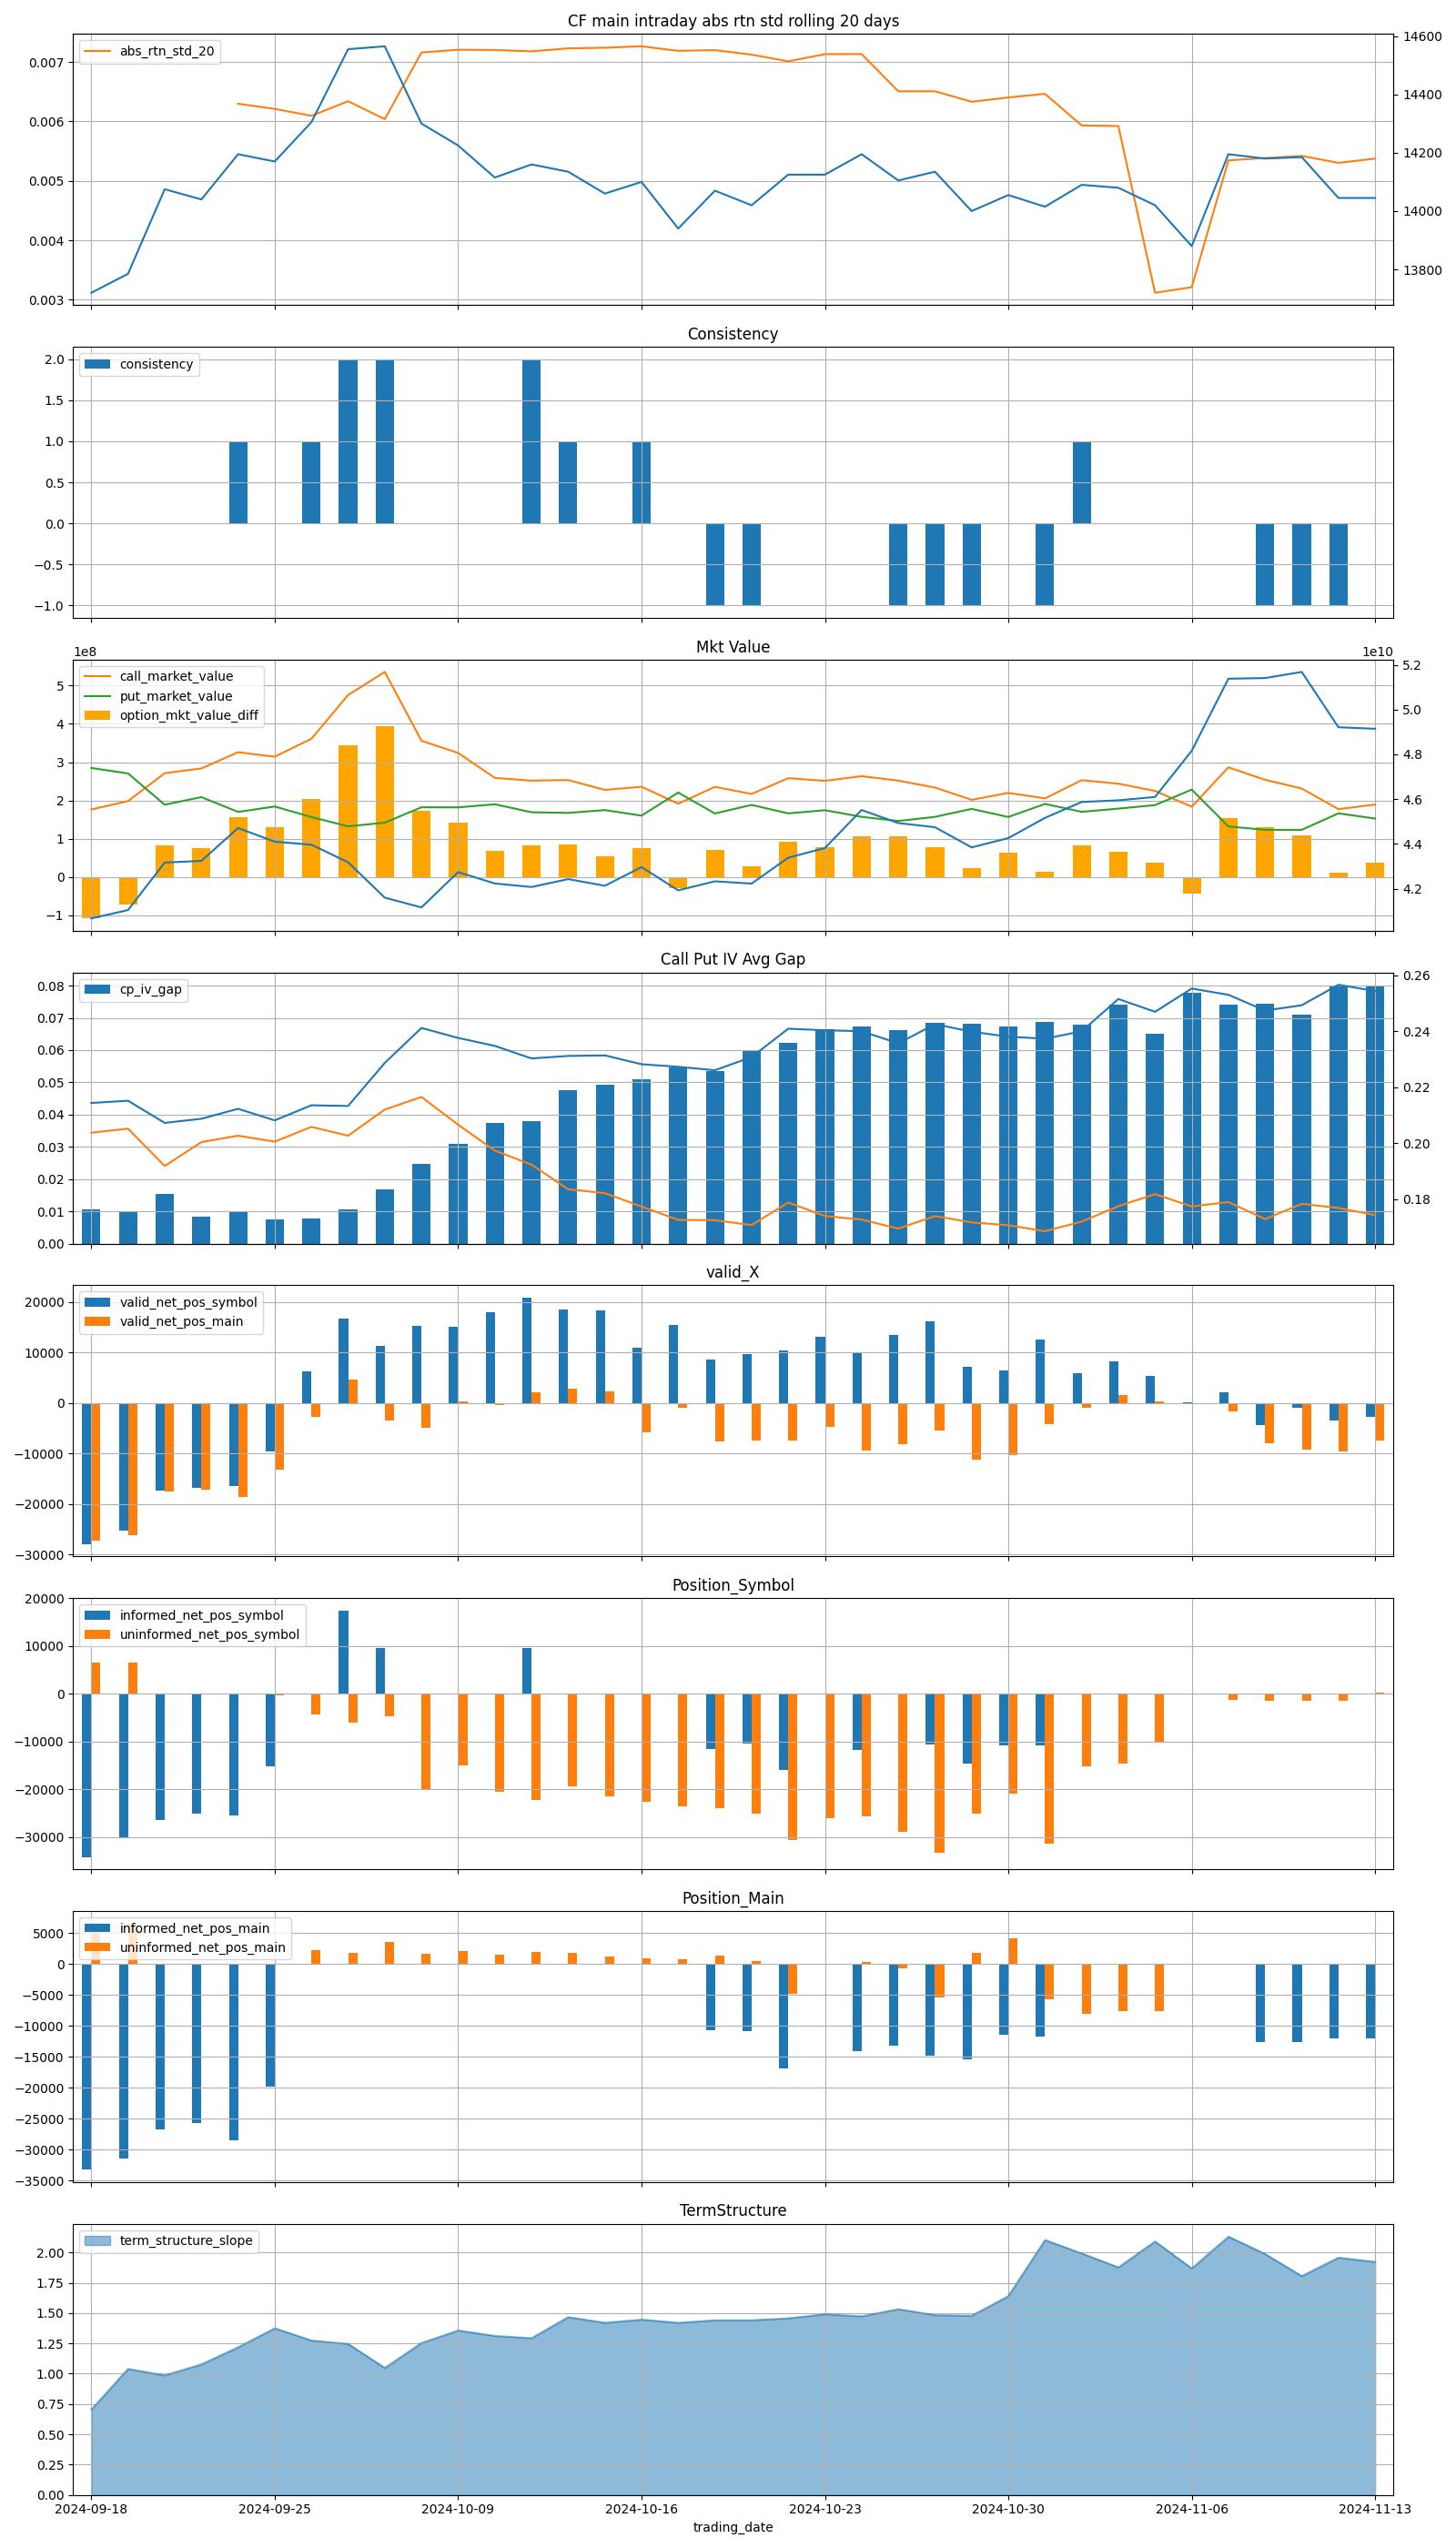 CF main intraday abs rtn std rolling 20 days
abs_rtn_std_20
0.007
0.006
0.005
0.004
0.003
14600
14400
14200
14000
13800
Consistency
consistency
2.0
1.5
1.0
0.5
0.0
−0.5
−1.0
Mkt Value
1e8
1e10
call_market_value
put_market_value
option_mkt_value_diff
5
4
3
2
1
0
−1
5.2
5.0
4.8
4.6
4.4
4.2
Call Put IV Avg Gap
cp_iv_gap
0.08
0.07
0.06
0.05
0.04
0.03
0.02
0.01
0.00
0.26
0.24
0.22
0.20
0.18
valid_X
valid_net_pos_symbol
valid_net_pos_main
20000
10000
0
−10000
−20000
−30000
Position_Symbol
informed_net_pos_symbol
uninformed_net_pos_symbol
20000
10000
0
−10000
−20000
−30000
Position_Main
informed_net_pos_main
uninformed_net_pos_main
5000
0
−5000
−10000
−15000
−20000
−25000
−30000
−35000
TermStructure
term_structure_slope
2.00
1.75
1.50
1.25
1.00
0.75
0.50
0.25
0.00
2024-09-18 2024-09-25 2024-10-09 2024-10-16 2024-10-23 2024-10-30 2024-11-06 2024-11-13
trading_date